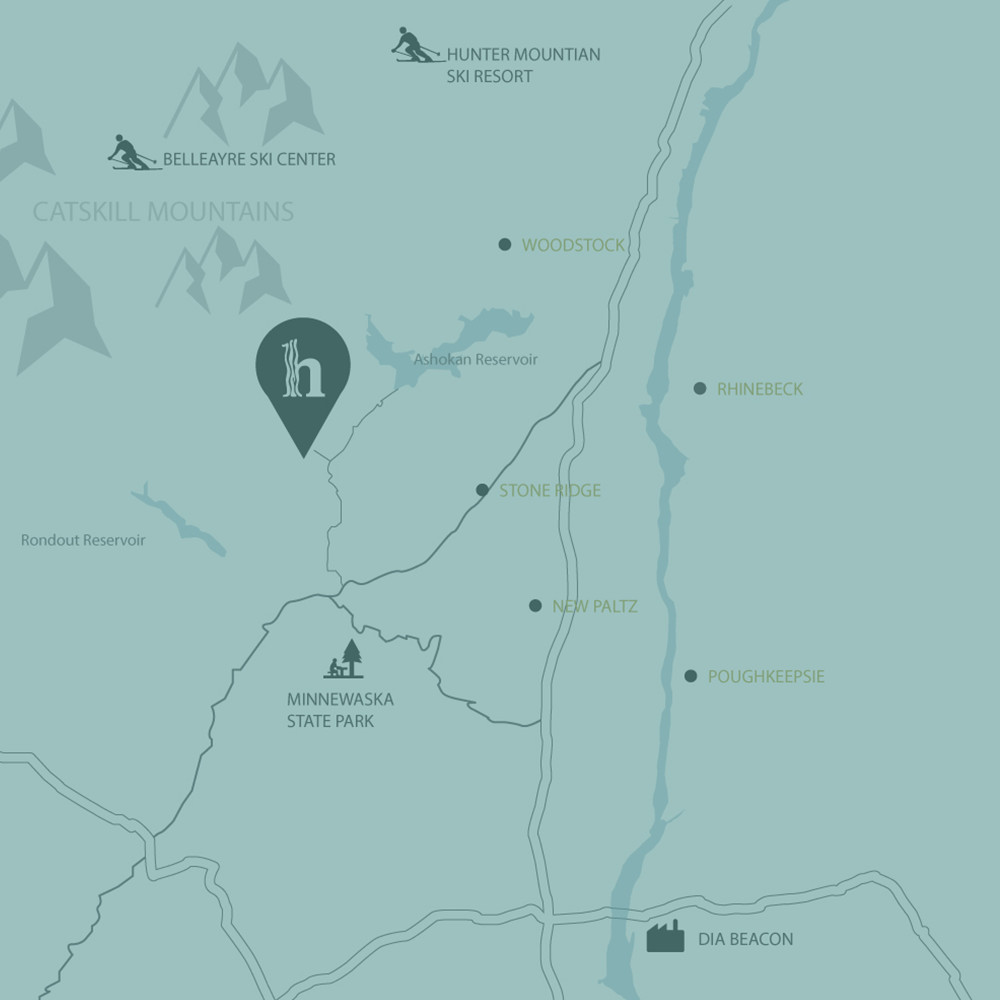 HUNTER MOUNTIAN
SKI RESORT
BELLEAYRE SKI CENTER
CATSKILL MOUNTAINS
WOODSTOCK
h
Ashokan Reservoir
RHINEBECK
STONE RIDGE
Rondout Reservoir
NEW PALTZ
POUGHKEEPSIE
MINNEWASKA
STATE PARK
DIA BEACON